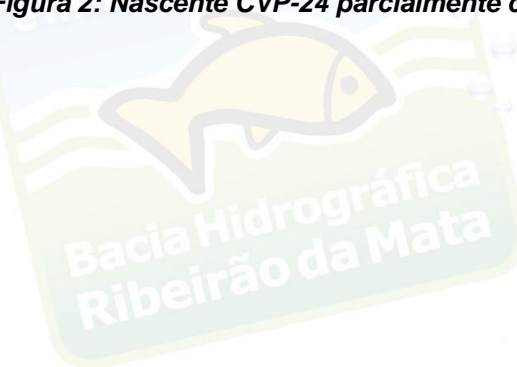 Figura 2: Nascente CVP-24 parcialmente
Bacia Hidrográfica
Ribeirão da Mata